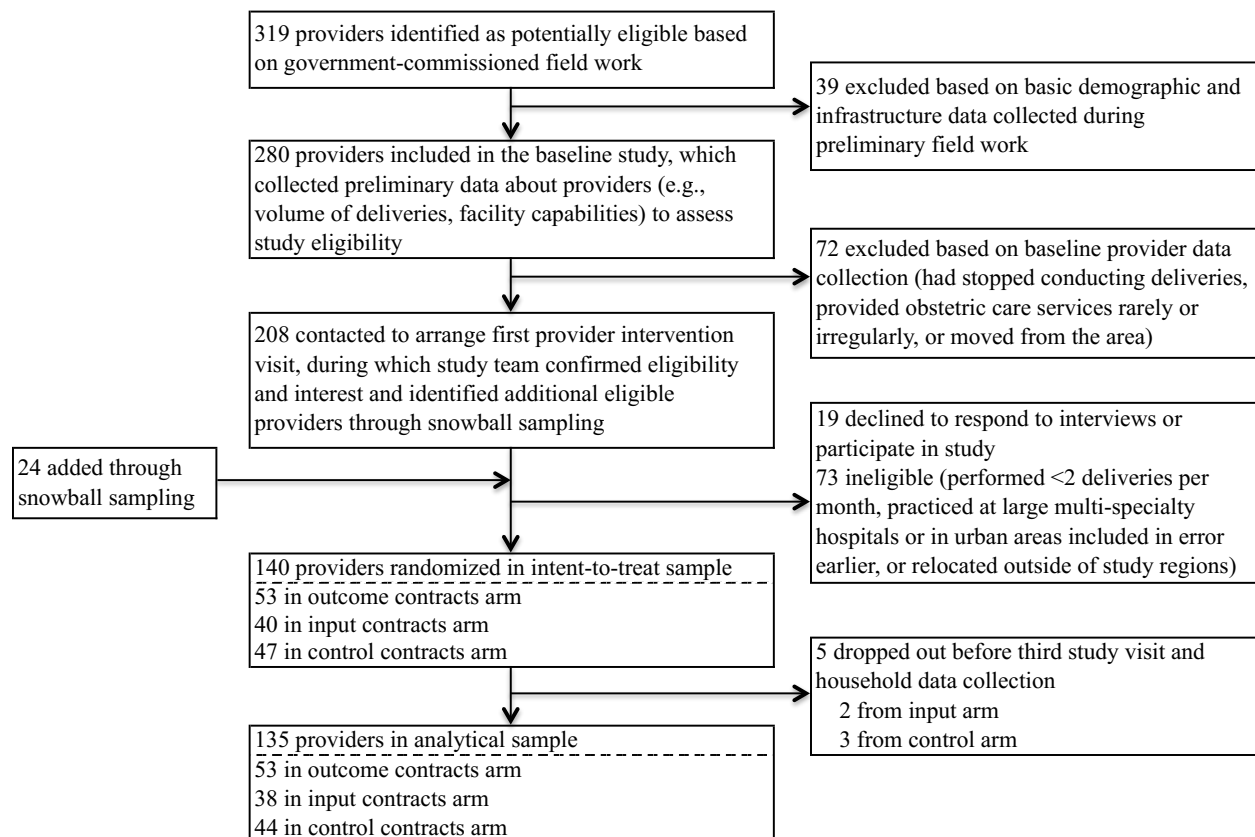 319 providers identified as potentially eligible based
on government-commissioned field work
39 excluded based on basic demographic and
infrastructure data collected during
preliminary field work
280 providers included in the baseline study, which
collected preliminary data about providers (e.g.,
volume of deliveries, facility capabilities) to assess
study eligibility
72 excluded based on baseline provider data
collection (had stopped conducting deliveries,
provided obstetric care services rarely or
irregularly, or moved from the area)
208 contacted to arrange first provider intervention
visit, during which study team confirmed eligibility
and interest and identified additional eligible
providers through snowball sampling
24 added through
snowball sampling
19 declined to respond to interviews or
participate in study
73 ineligible (performed <2 deliveries per
month, practiced at large multi-specialty
hospitals or in urban areas included in error
earlier, or relocated outside of study regions)
140 providers randomized in intent-to-treat sample
53 in outcome contracts arm
40 in input contracts arm
47 in control contracts arm
5 dropped out before third study visit and
household data collection
2 from input arm
3 from control arm
135 providers in analytical sample
53 in outcome contracts arm
38 in input contracts arm
44 in control contracts arm